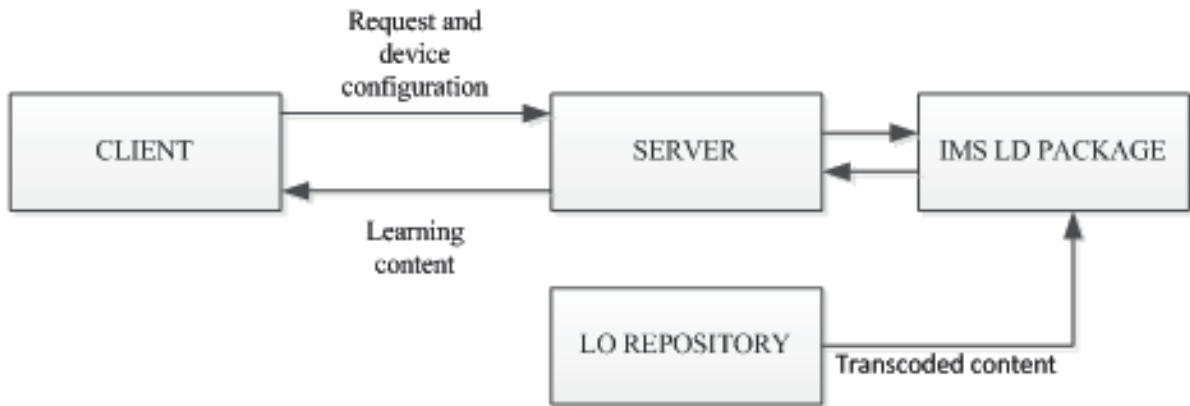 Request and
device
configuration
CLIENT
SERVER
IMS LD PACKAGE
Learning
content
LO REPOSITORY
Transcoded content